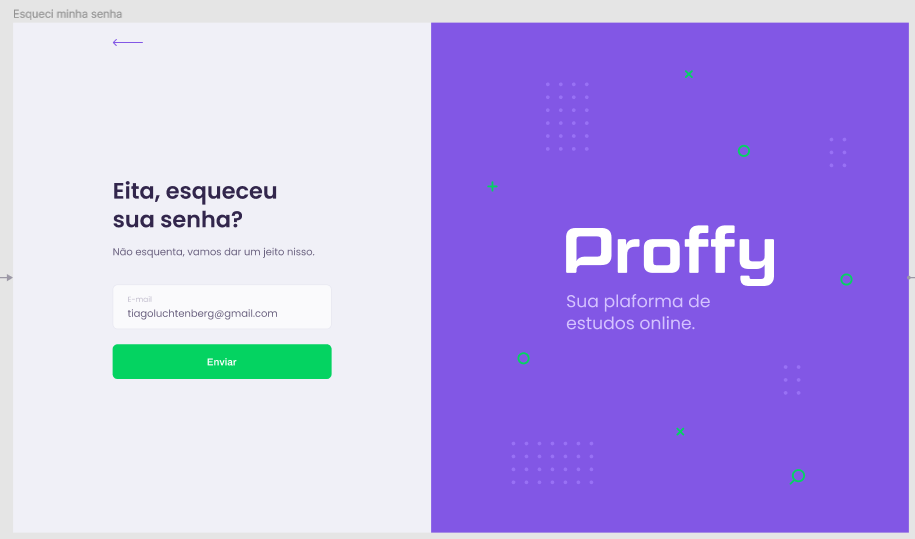 Esqueci minha senha
Eita, esqueceu
sua senha?
Não esquenta, vamos dar um jeito nisso.
E-mail
tiagoluchtenberg@gmail.com
Enviar
Proffy
Sua plaforma de
estudos online.